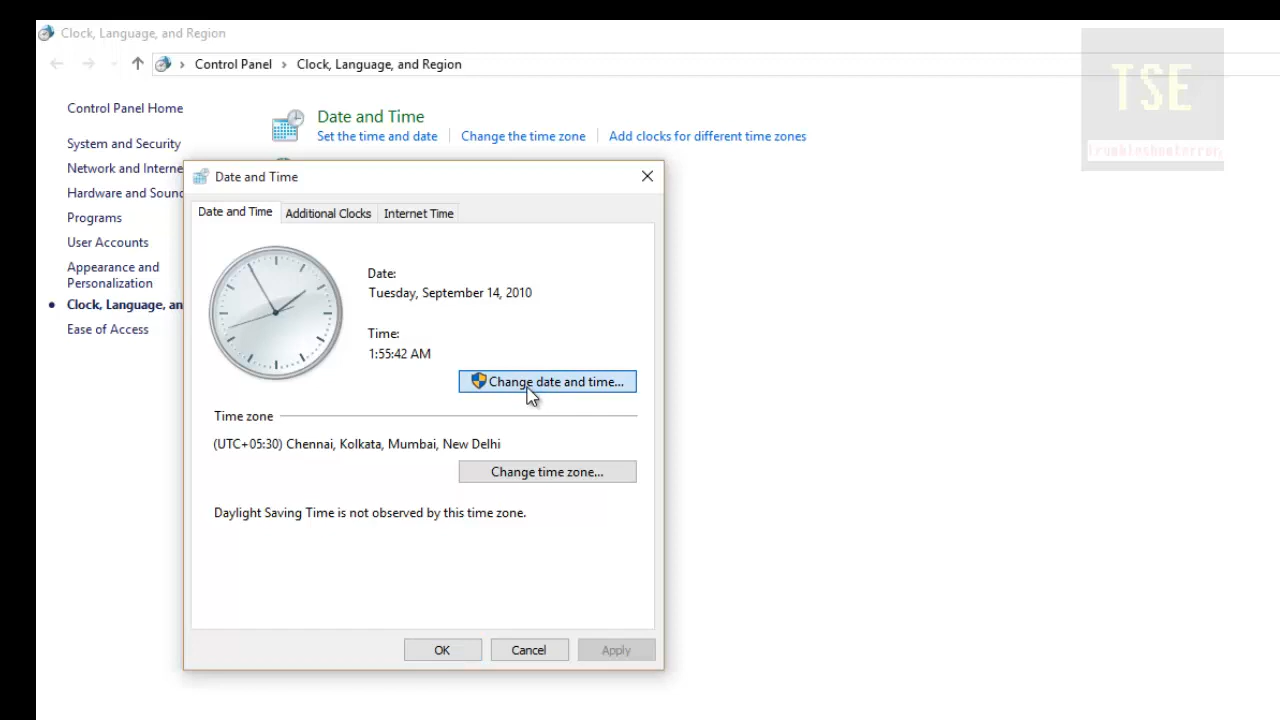 Clock, Language, and Region
Control Panel › Clock, Language, and Region
TSE
Control Panel Home
Date and Time
Set the time and date
Change the time zone
Add clocks for different time zones
System and Security
Network and Interne
Hardware and Soun
Programs
User Accounts
Appearance and
Personalization
Clock, Language, an
Ease of Access
Date and Time
Date and Time
Additional Clocks
Internet Time
Date:
Tuesday, September 14, 2010
Time:
1:55:42 AM
Change date and time...
Time zone
(UTC+05:30) Chennai, Kolkata, Mumbai, New Delhi
Change time zone...
Daylight Saving Time is not observed by this time zone.
OK
Cancel
Apply